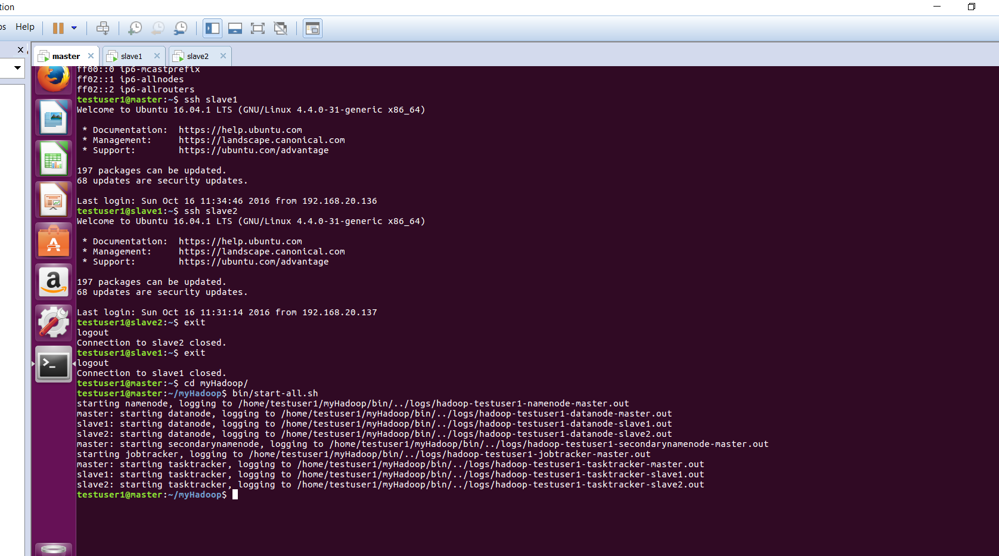 tion
ps Help
master slave1 slave2
ff00::0 ip6-mcastprefix
ff02::1 ip6-allnodes
ff02::2 ip6-allrouters
testuser1@master:~$ ssh slave1
Welcome to Ubuntu 16.04.1 LTS (GNU/Linux 4.4.0-31-generic x86_64)
* Documentation:  https://help.ubuntu.com
* Management:     https://landscape.canonical.com
* Support:        https://ubuntu.com/advantage
197 packages can be updated.
68 updates are security updates.
Last login: Sun Oct 16 11:34:46 2016 from 192.168.20.136
testuser1@slave1:~$ ssh slave2
Welcome to Ubuntu 16.04.1 LTS (GNU/Linux 4.4.0-31-generic x86_64)
* Documentation:  https://help.ubuntu.com
* Management:     https://landscape.canonical.com
* Support:        https://ubuntu.com/advantage
197 packages can be updated.
68 updates are security updates.
Last login: Sun Oct 16 11:31:14 2016 from 192.168.20.137
testuser1@slave2:~$ exit
logout
Connection to slave2 closed.
testuser1@slave1:~$ exit
logout
Connection to slave1 closed.
testuser1@master:~$ cd myHadoop/
testuser1@master:~/myHadoop$ bin/start-all.sh
starting namenode, logging to /home/testuser1/myHadoop/bin/../logs/hadoop-testuser1-namenode-master.out
master: starting datanode, logging to /home/testuser1/myHadoop/bin/../logs/hadoop-testuser1-datanode-master.out
slave1: starting datanode, logging to /home/testuser1/myHadoop/bin/../logs/hadoop-testuser1-datanode-slave1.out
slave2: starting datanode, logging to /home/testuser1/myHadoop/bin/../logs/hadoop-testuser1-datanode-slave2.out
master: starting secondarynamenode, logging to /home/testuser1/myHadoop/bin/../logs/hadoop-testuser1-secondarynamenode-master.out
starting jobtracker, logging to /home/testuser1/myHadoop/bin/../logs/hadoop-testuser1-jobtracker-master.out
master: starting tasktracker, logging to /home/testuser1/myHadoop/bin/../logs/hadoop-testuser1-tasktracker-master.out
slave1: starting tasktracker, logging to /home/testuser1/myHadoop/bin/../logs/hadoop-testuser1-tasktracker-slave1.out
slave2: starting tasktracker, logging to /home/testuser1/myHadoop/bin/../logs/hadoop-testuser1-tasktracker-slave2.out
testuser1@master:~/myHadoop$